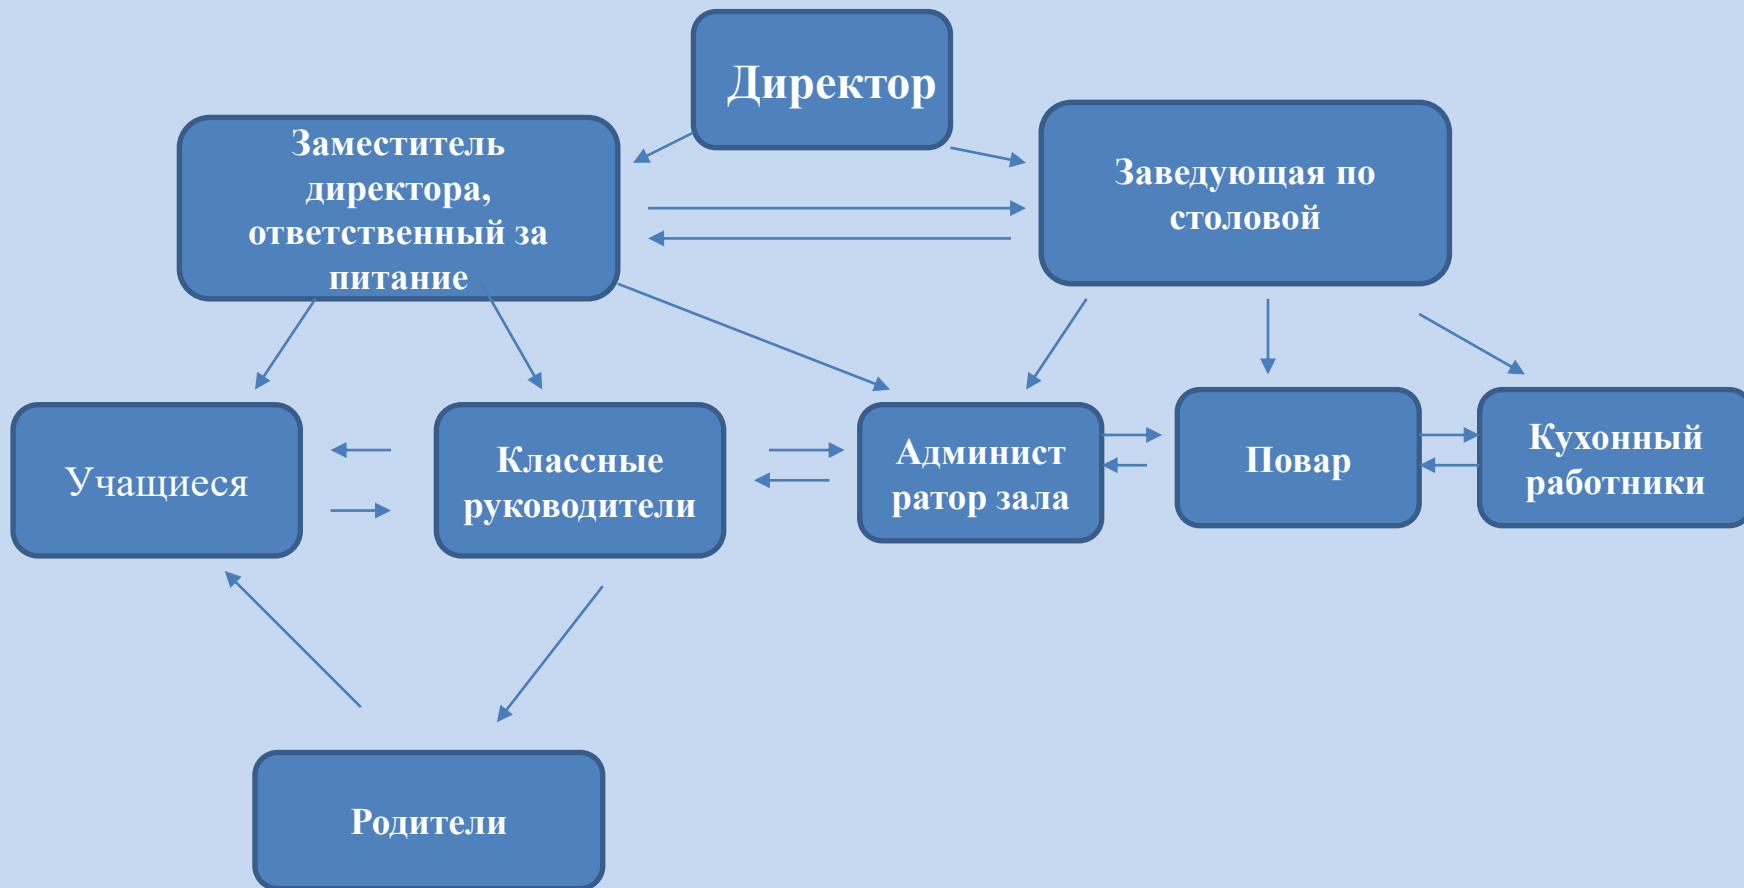 Директор
Заместитель
директора,
ответственный за
питание
Заведующая по
столовой
Учащиеся
Классные
руководители
Админист
ратор зала
Повар
Кухонный
работники
Родители